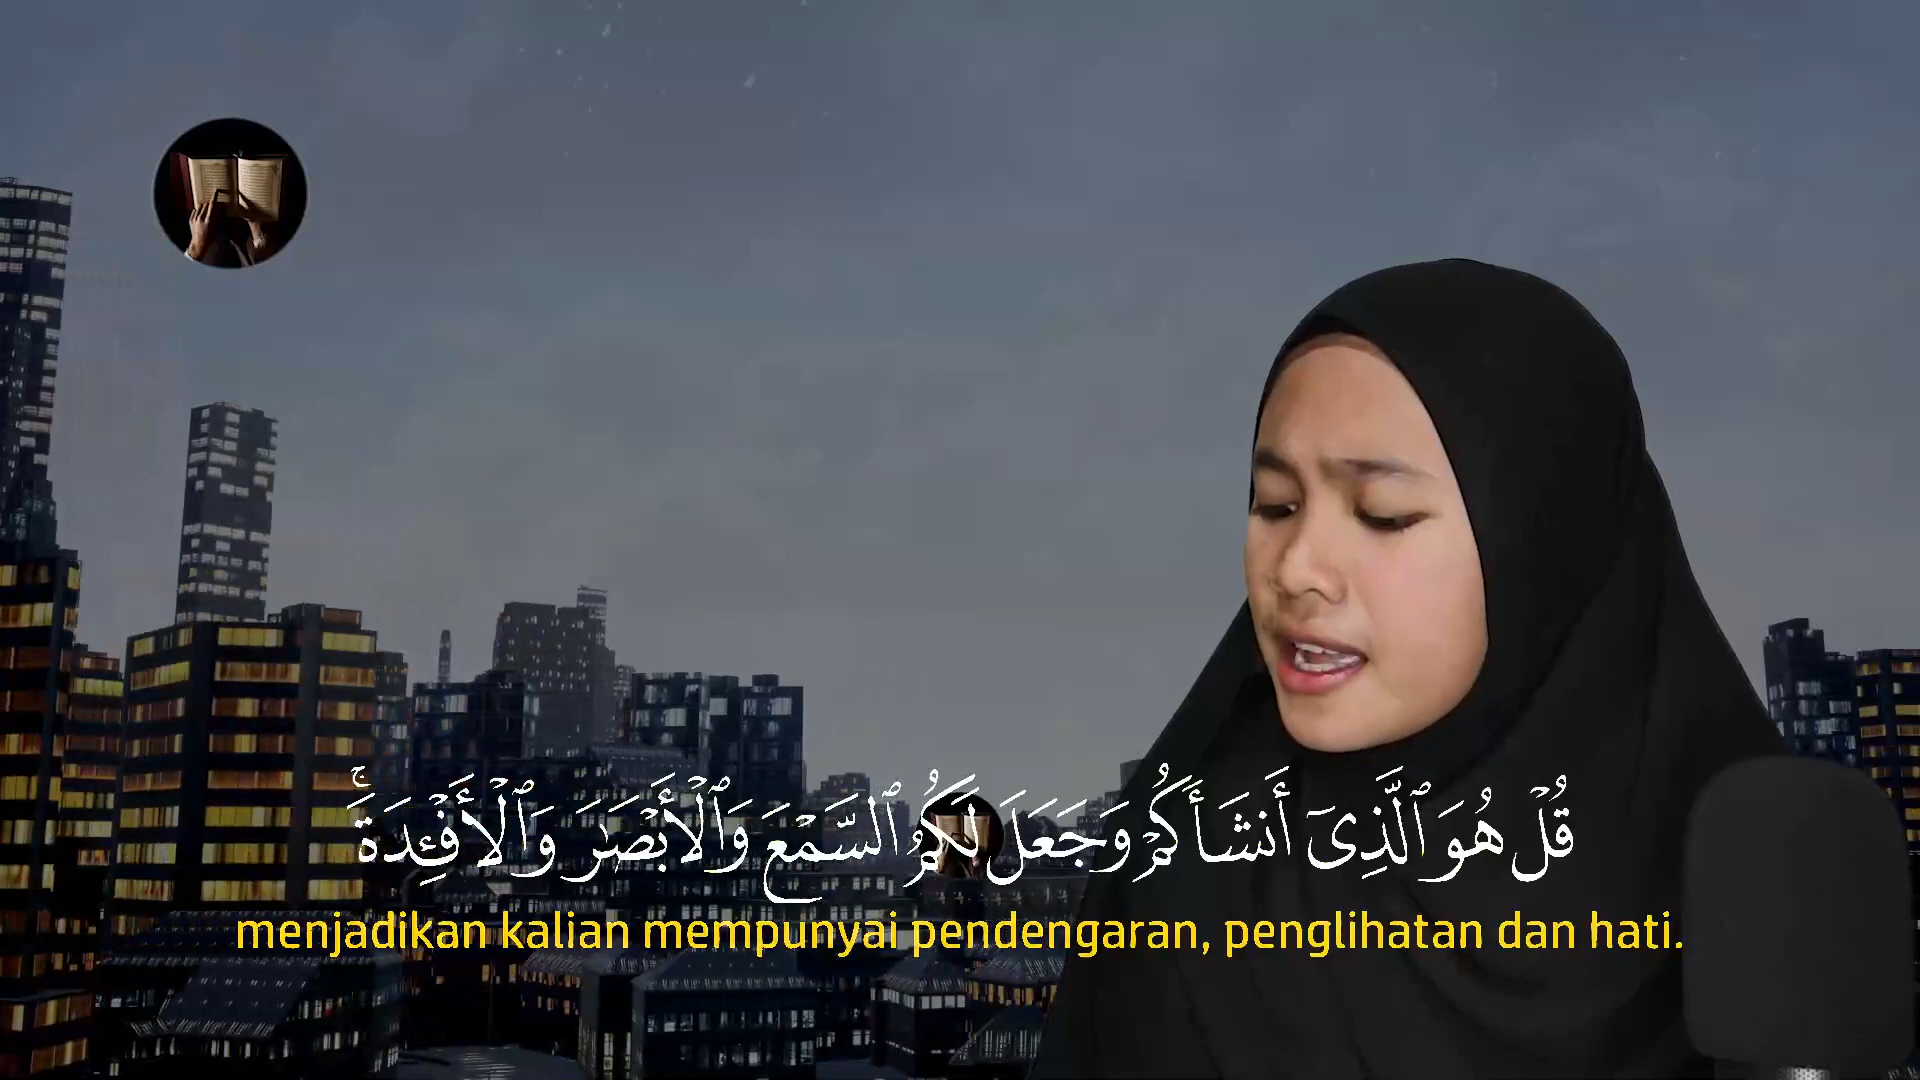 قُلْ هُوَ ٱلَّذِىٓ أَنشَأَكُمْ وَجَعَلَ لَكُمُ ٱلسَّمْعَ وَٱلْأَبْصَـٰرَ وَٱلْأَفْـِٔدَةَ ۚ
menjadikan kalian mempunyai pendengaran, penglihatan dan hati.